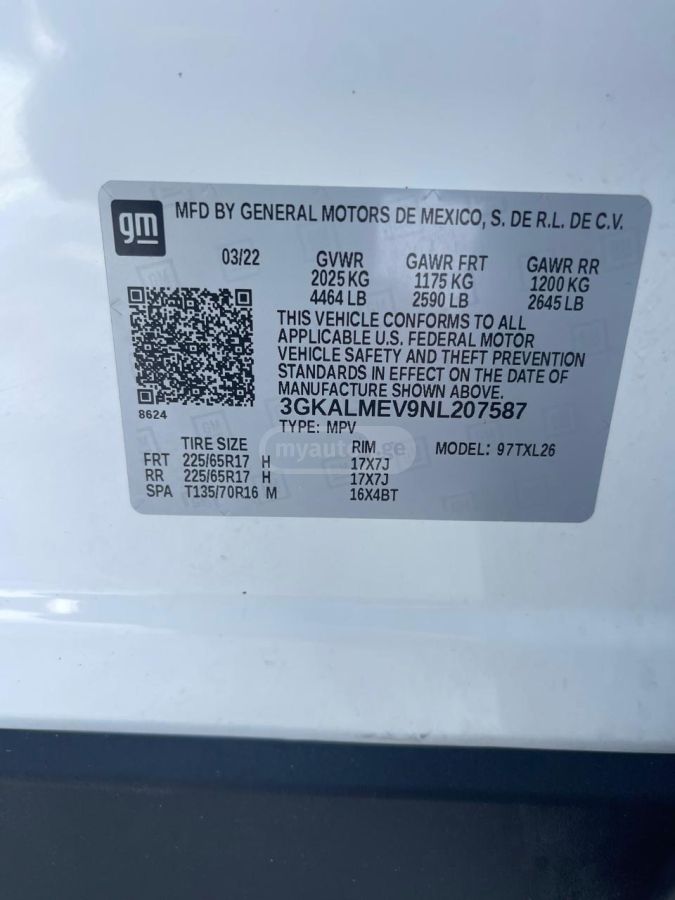 gm
MFD BY GENERAL MOTORS DE MEXICO, S. DE R.L. DE C.V.
03/22 GVWR GAWR FRT GAWR RR
2025 KG 1175 KG 1200 KG
4464 LB 2590 LB 2645 LB
THIS VEHICLE CONFORMS TO ALL
APPLICABLE U.S. FEDERAL MOTOR
VEHICLE SAFETY AND THEFT PREVENTION
STANDARDS IN EFFECT ON THE DATE OF
MANUFACTURE SHOWN ABOVE.
8624 3GKALMEV9NL207587
TYPE: MPV
myauto.ge
TIRE SIZE RIM MODEL: 97TXL26
FRT 225/65R17 H 17X7J
RR 225/65R17 H 17X7J
SPA T135/70R16 M 16X4BT